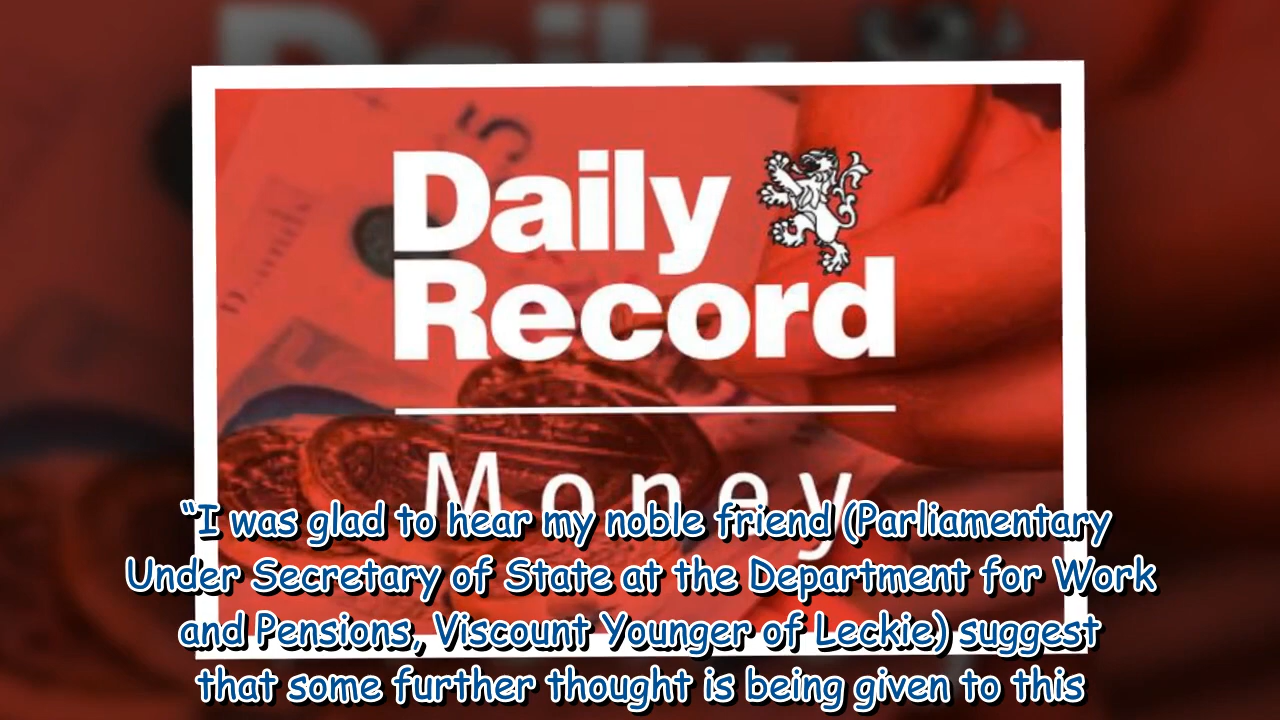 Daily
Record
Money
“I was glad to hear my noble friend (Parliamentary
Under Secretary of State at the Department for Work
and Pensions, Viscount Younger of Leckie) suggest
that some further thought is being given to this